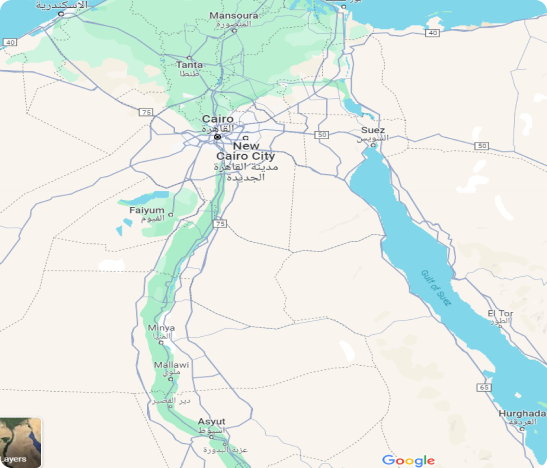 الإسكندرية
Mansoura
المنصورة
40
40
Tanta
طنطا
75
Cairo
القاهرة
50
Suez
السويس
50
New
Cairo City
مدينة القاهرة
الجديدة
Faiyum
الفيوم
75
Gulf of Suez
El Tor
الطور
Minya
المنيا
Mallawi
ملوي
دير القصير
65
Hurghada
الغردقة
Asyut
أسيوط
عزبة البدورة
Layers
Google